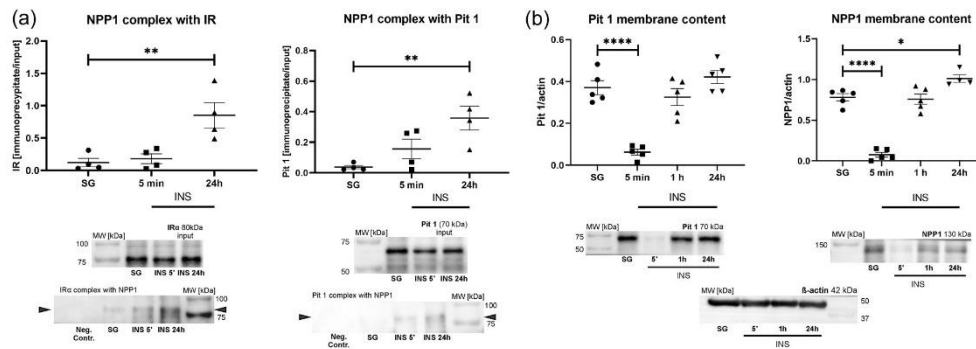 (a)
NPP1 complex with IR
**
IR [immunoprecypitate/input]
2.0
1.5
1.0
0.5
0.0
SG
5 min
24h
INS
NPP1 complex with Pit 1
**
Pit 1 [immunoprecipitate/input]
0.8
0.6
0.4
0.2
0.0
SG
5 min
24h
INS
MW [kDa]
100
75
IRα 80kDa
input
SG
INS 5'
INS 24h
IRα complex with NPP1
MW [kDa]
100
75
Neg.
Contr.
SG
INS 5'
INS 24h
MW [kDa]
75
50
Pit 1 (70 kDa)
input
SG
INS 5'
INS 24h
Pit 1 complex with NPP1
MW [kDa]
100
75
Neg.
Contr.
SG
INS 5'
INS 24h
(b)
Pit 1 membrane content
****
Pit 1/actin
0.6
0.4
0.2
0.0
SG
5 min
1 h
24h
INS
NPP1 membrane content
*
****
NPP1/actin
1.5
1.0
0.5
0.0
SG
5 min
1 h
24h
INS
MW [kDa]
75
50
Pit 1 70 kDa
SG
5'
1h
24h
INS
MW [kDa]
150
NPP1 130 kDa
SG
5'
1h
24h
INS
MW [kDa]
ß-actin 42 kDa
50
37
SG
5'
1h
24h
INS